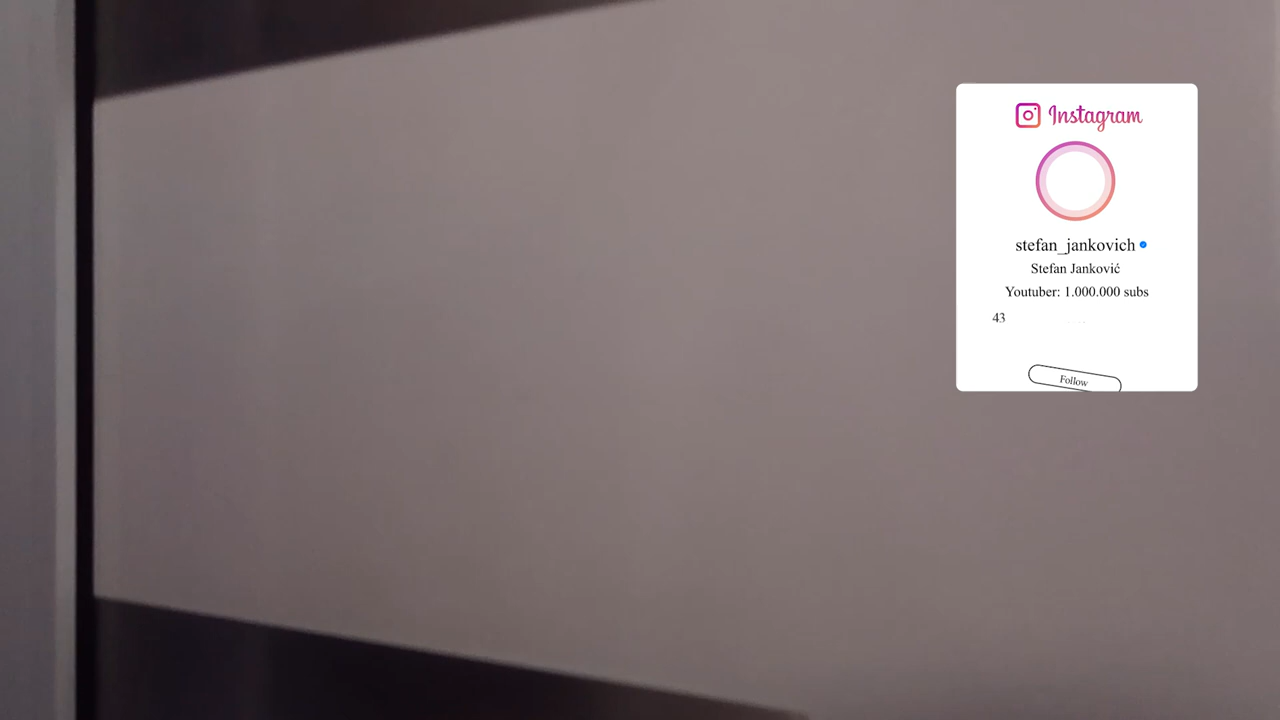 Instagram
stefan_jankovich
Stefan Janković
Youtuber: 1.000.000 subs
43
Follow